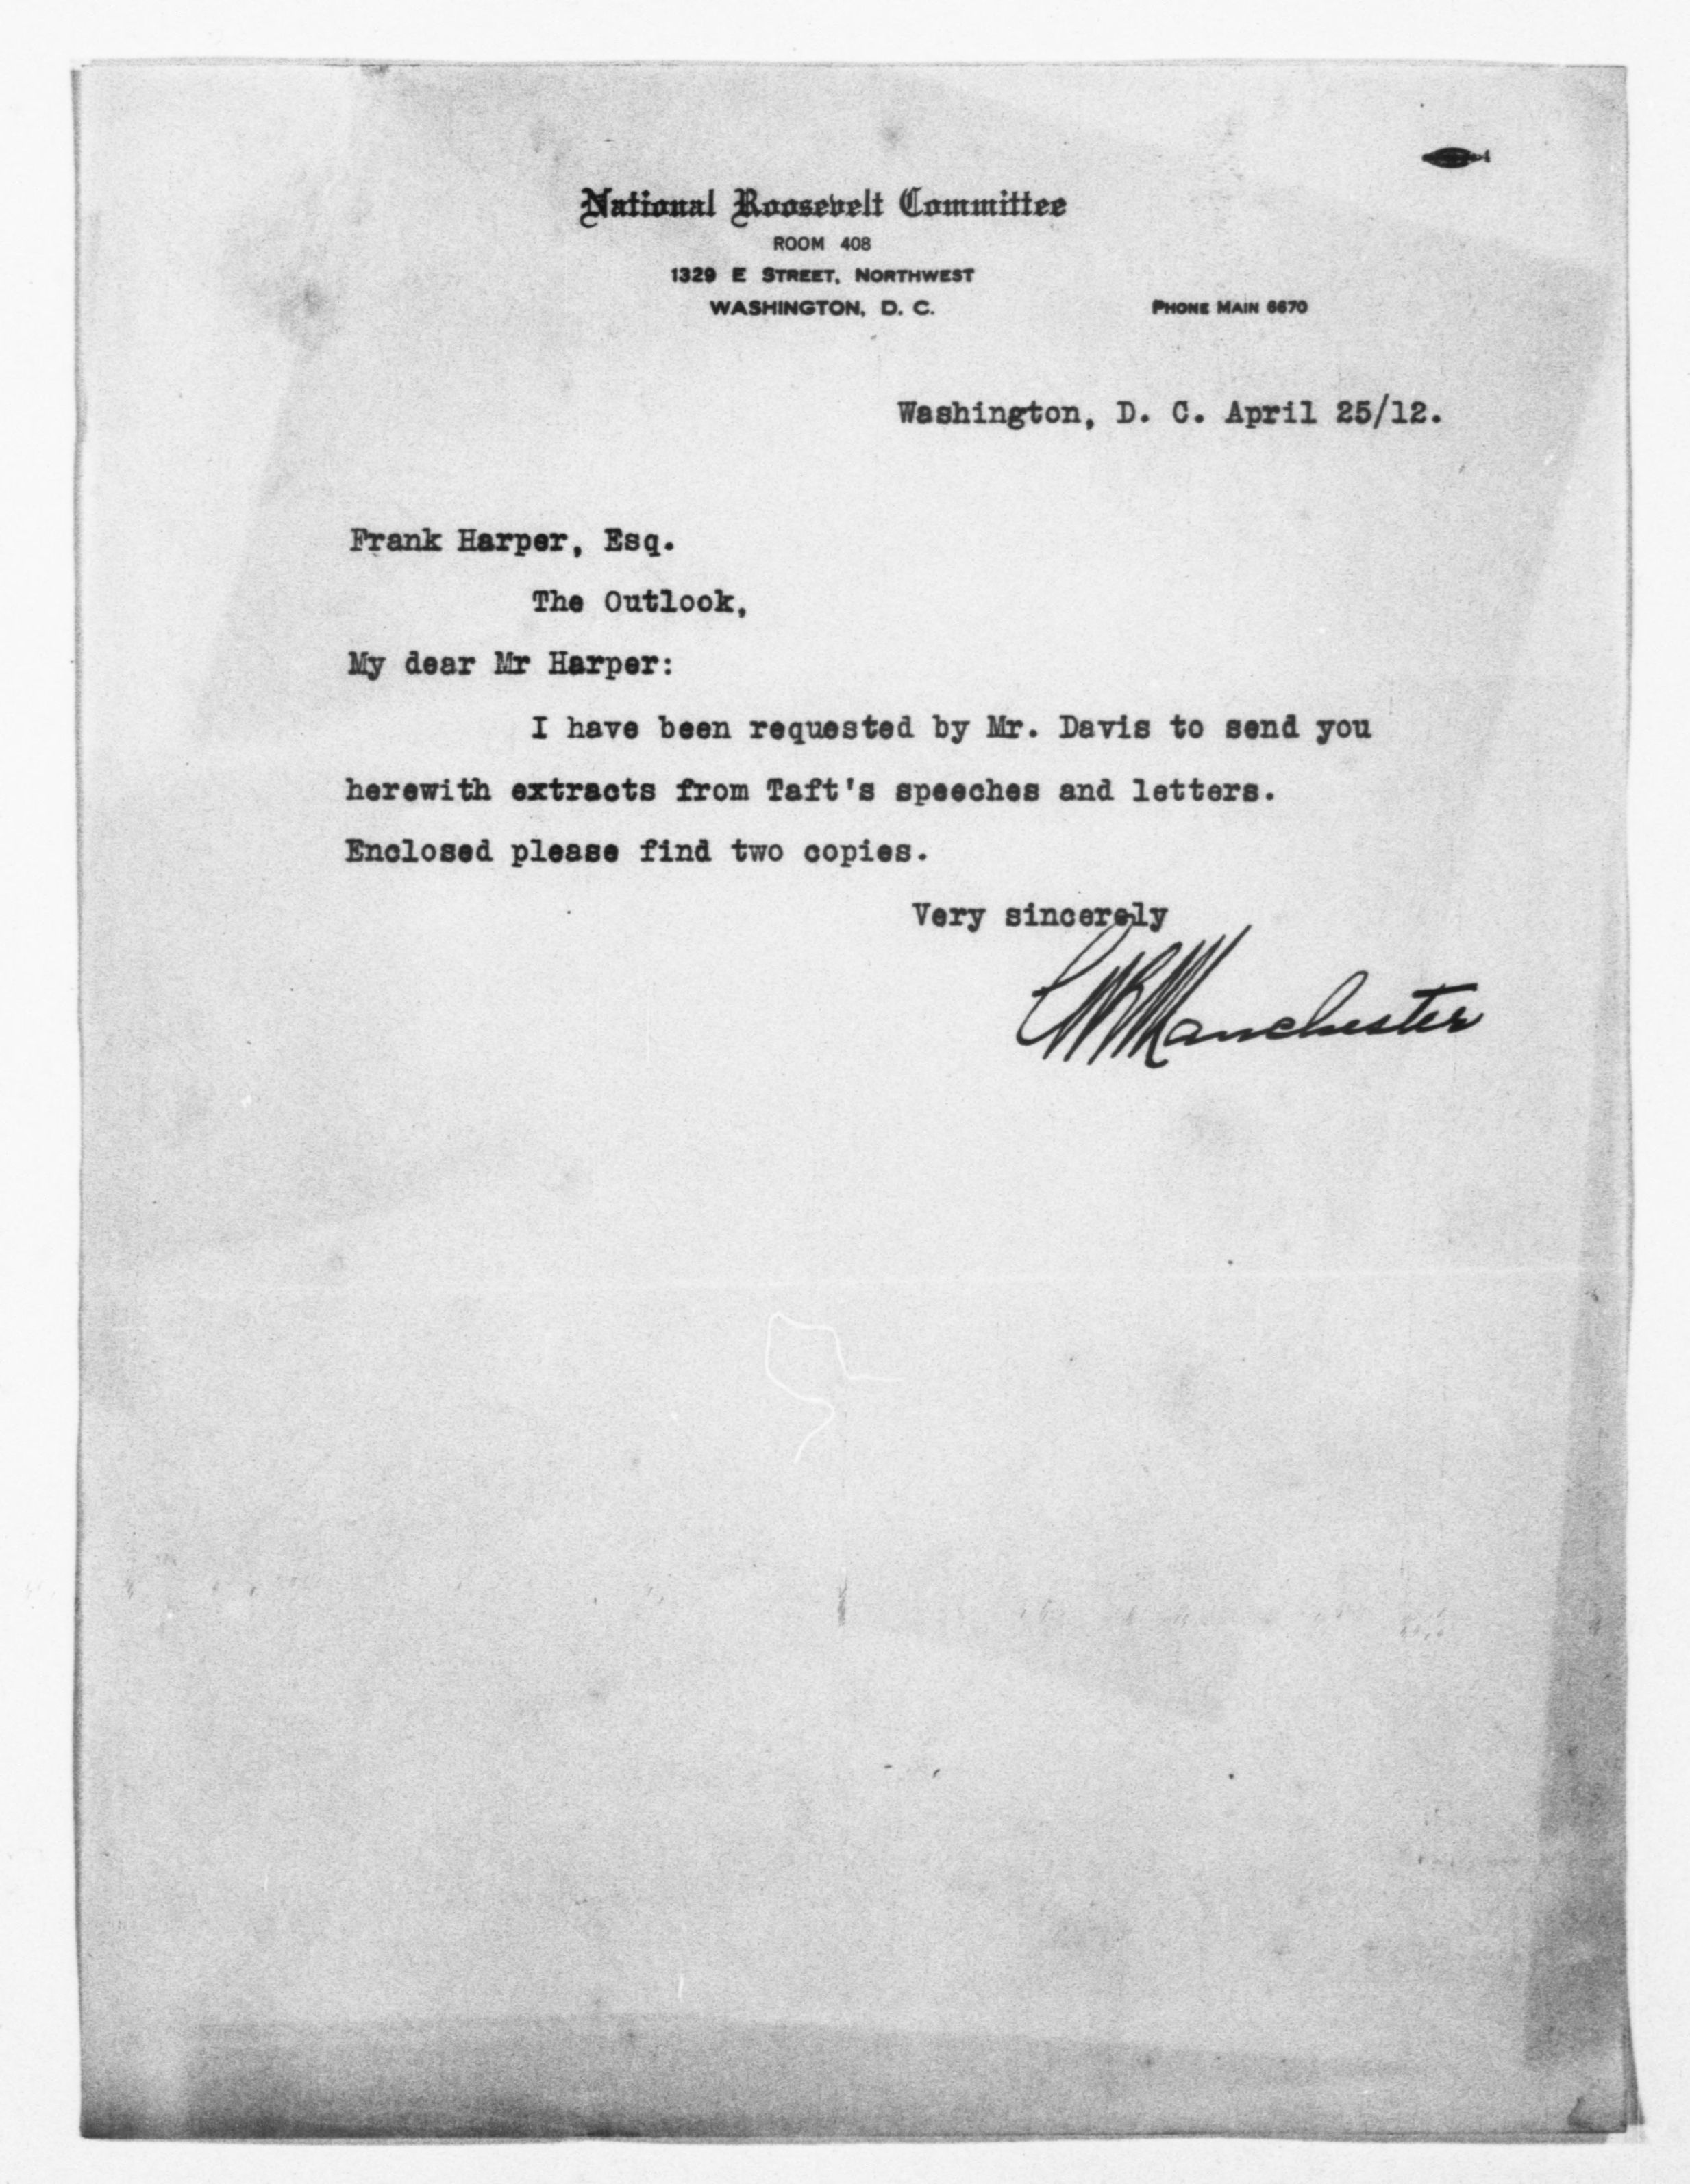 National Roosevelt Committee
ROOM 408
1329 E STREET, NORTHWEST
WASHINGTON, D. C.
PHONE MAIN 6670
Washington, D. C. April 25/12.
Frank Harper, Esq.
The Outlook,
My dear Mr Harper:
I have been requested by Mr. Davis to send you
herewith extracts from Taft's speeches and letters.
Enclosed please find two copies.
Very sincerely
Manchester